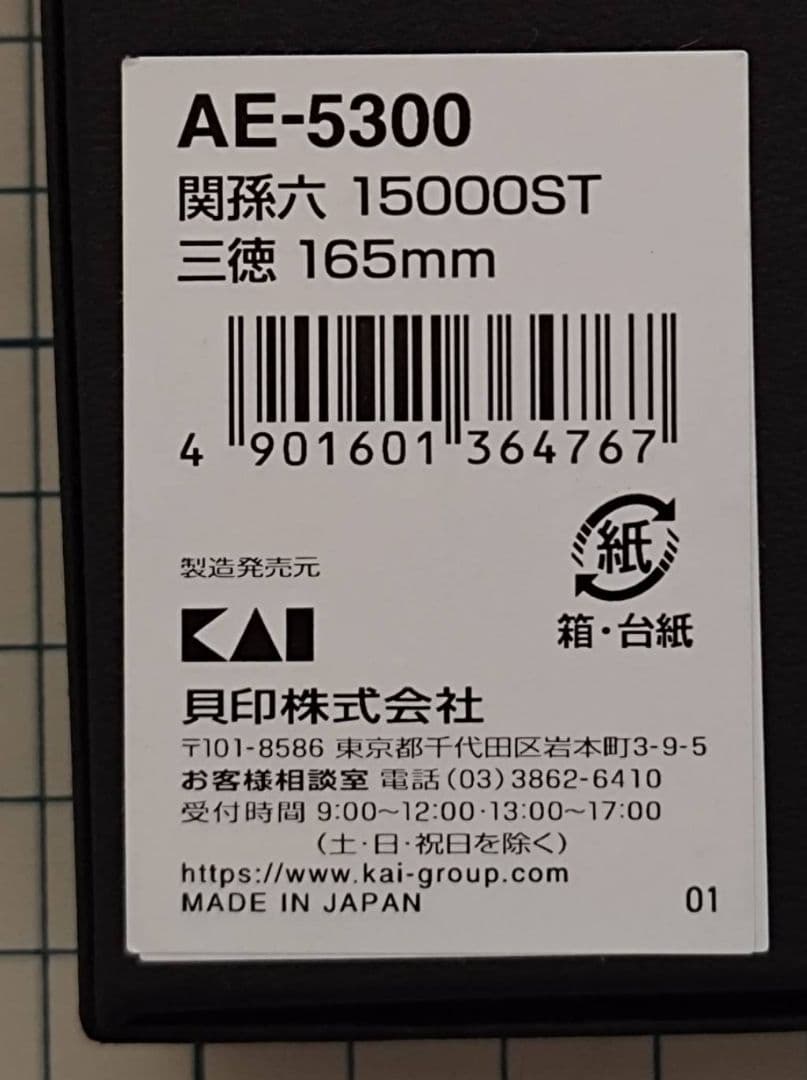 AE-5300
関孫六 15000ST
三徳 165mm
4 901601 364767
紙
箱・台紙
製造発売元
KAI
貝印株式会社
〒101-8586 東京都千代田区岩本町3-9-5
お客様相談室 電話(03)3862-6410
受付時間 9:00〜12:00・13:00〜17:00
(土・日・祝日を除く)
https://www.kai-group.com
MADE IN JAPAN 01